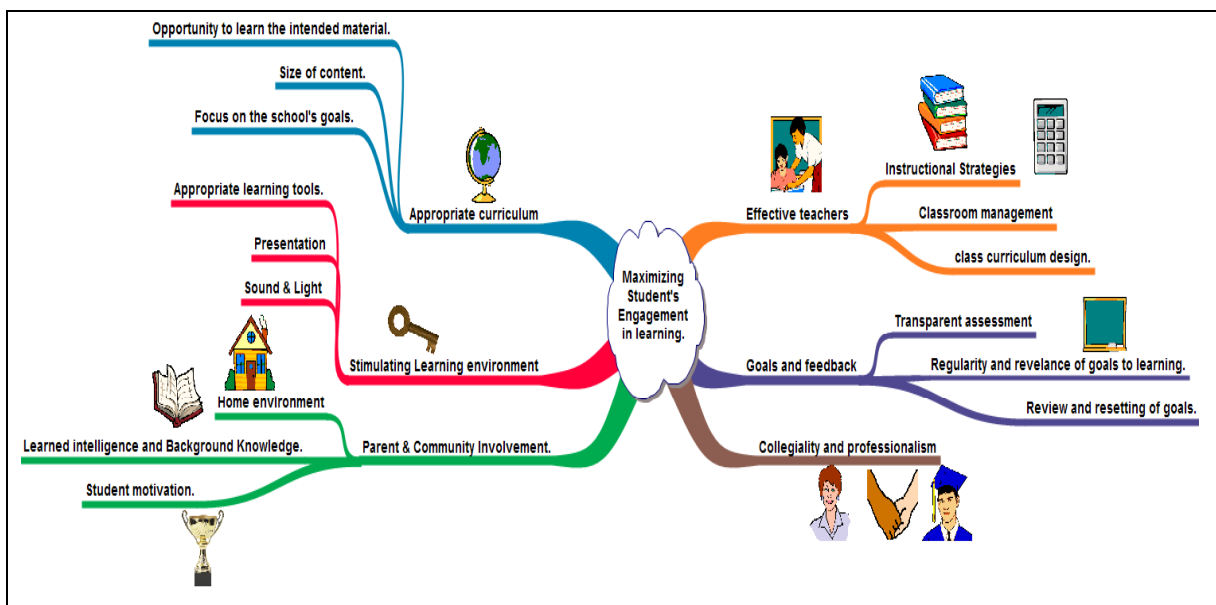 Opportunity to learn the intended material.
Size of content.
Focus on the school's goals.
Appropriate curriculum
Appropriate learning tools.
Presentation
Sound & Light
Stimulating Learning environment
Home environment
Learned intelligence and Background Knowledge.
Student motivation.
Parent & Community Involvement.
Maximizing
Student's
Engagement
in learning.
Effective teachers
Instructional Strategies
Classroom management
class curriculum design.
Goals and feedback
Transparent assessment
Regularity and revelance of goals to learning.
Review and resetting of goals.
Collegiality and professionalism